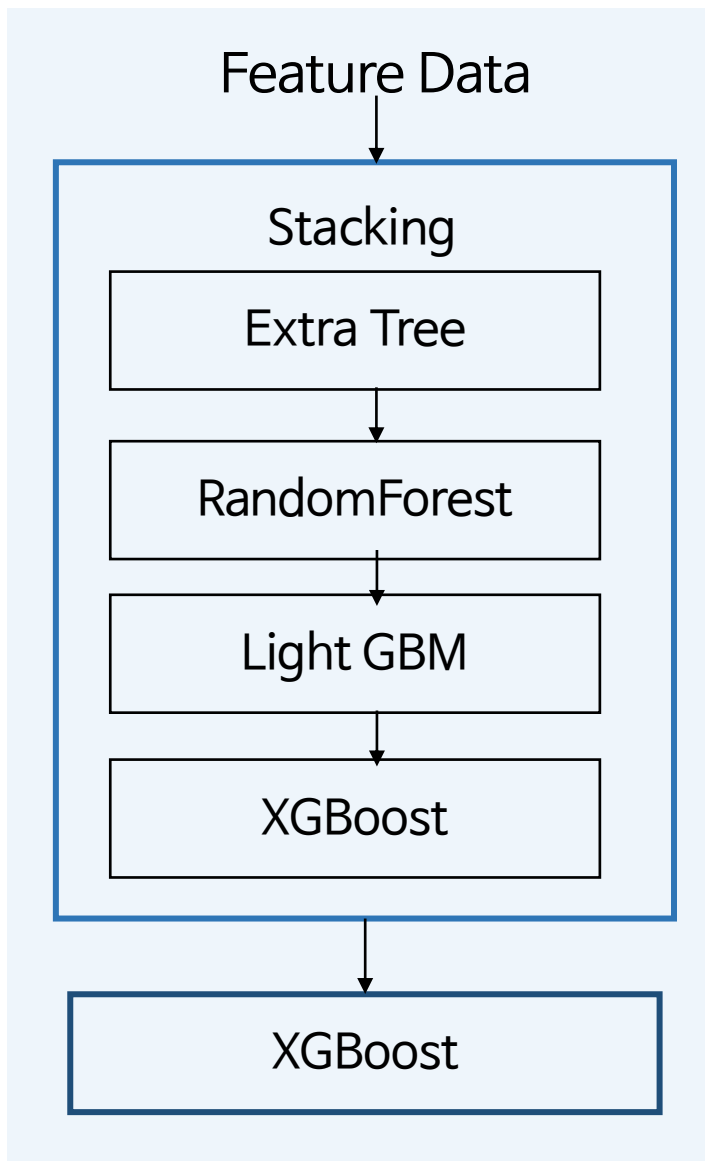 Feature Data
Stacking
Extra Tree
RandomForest
Light GBM
XGBoost
XGBoost